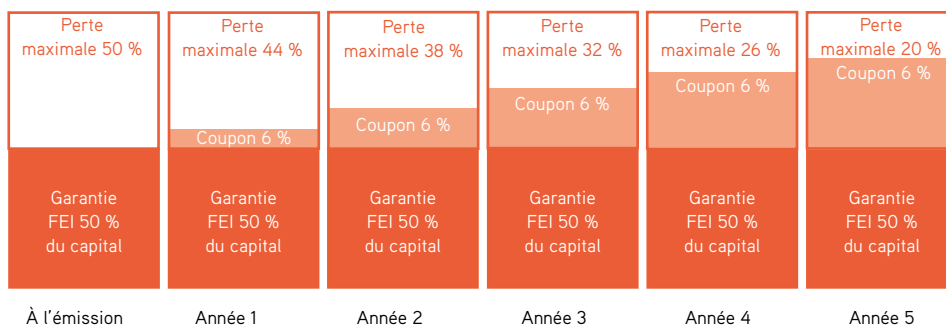 Perte
maximale 50 %
Perte
maximale 44 %
Perte
maximale 38 %
Perte
maximale 32 %
Perte
maximale 26 %
Perte
maximale 20 %
Coupon 6 %
Coupon 6 %
Coupon 6 %
Coupon 6 %
Coupon 6 %
Garantie
FEI 50 %
du capital
Garantie
FEI 50 %
du capital
Garantie
FEI 50 %
du capital
Garantie
FEI 50 %
du capital
Garantie
FEI 50 %
du capital
Garantie
FEI 50 %
du capital
À l'émission
Année 1
Année 2
Année 3
Année 4
Année 5